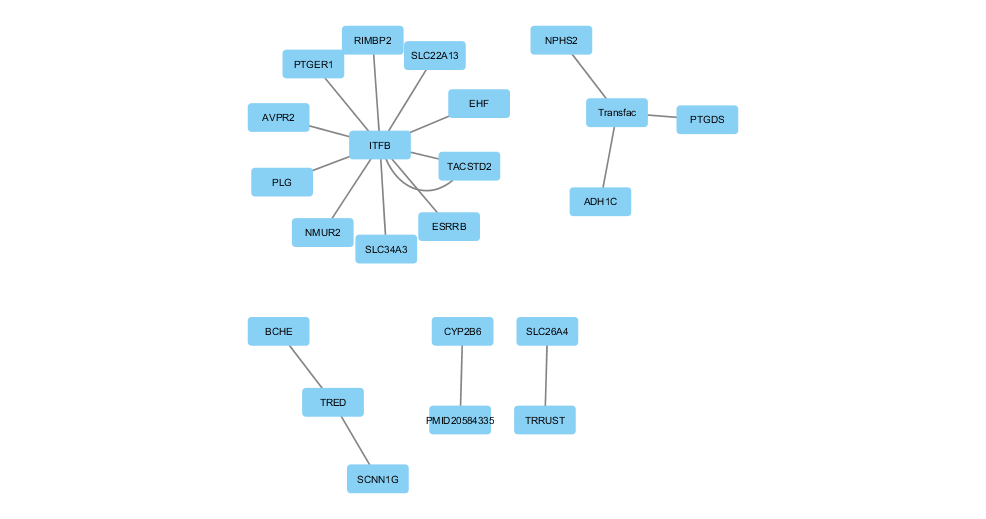 RIMBP2
NPHS2
SLC22A13
PTGER1
EHF
Transfac
AVPR2
PTGDS
ITFB
TACSTD2
PLG
ADH1C
ESRRB
NMUR2
SLC34A3
BCHE
CYP2B6
SLC26A4
TRED
PMID20584335
TRRUST
SCNN1G